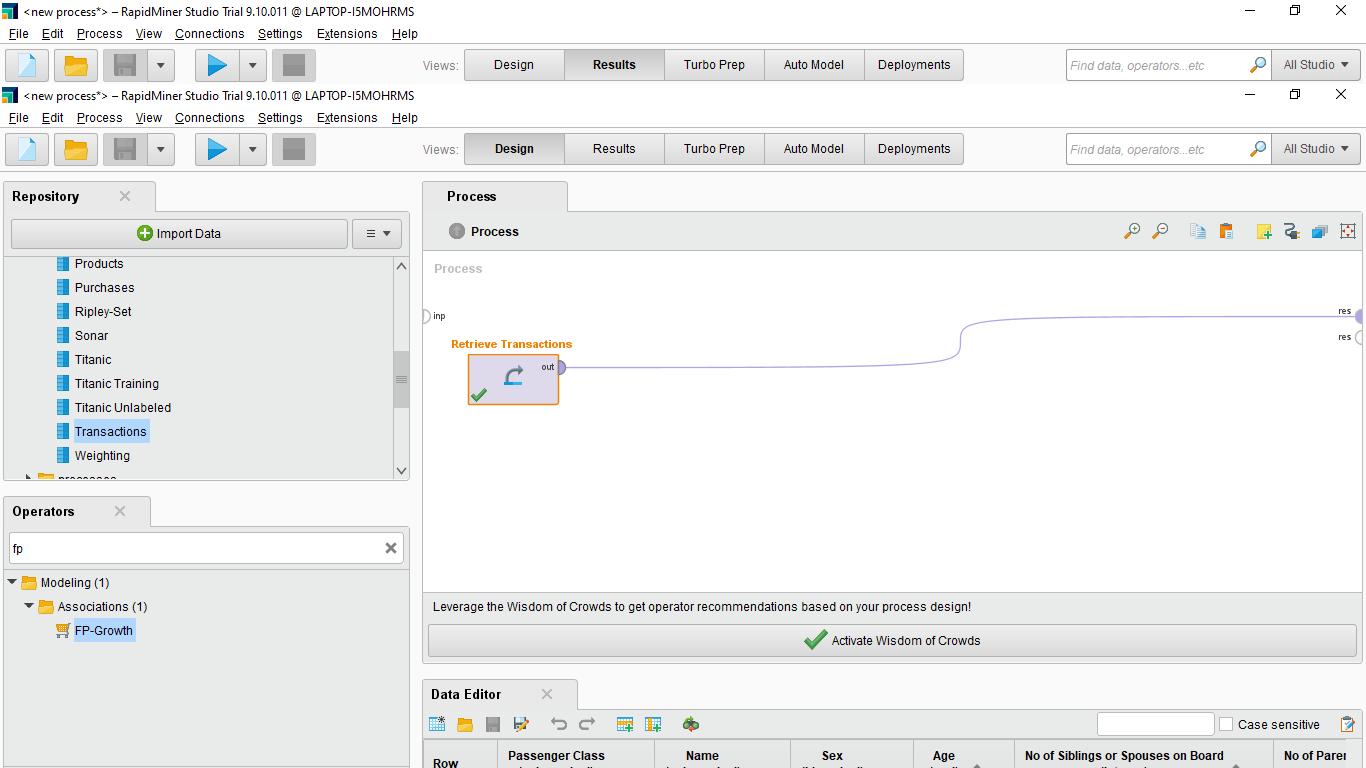 <new process*> – RapidMiner Studio Trial 9.10.011 @ LAPTOP-I5MOHRMS
File Edit Process View Connections Settings Extensions Help
Views: Design Results Turbo Prep Auto Model Deployments Find data, operators...etc All Studio
<new process*> – RapidMiner Studio Trial 9.10.011 @ LAPTOP-I5MOHRMS
File Edit Process View Connections Settings Extensions Help
Views: Design Results Turbo Prep Auto Model Deployments Find data, operators...etc All Studio
Repository
Import Data
Products
Purchases
Ripley-Set
Sonar
Titanic
Titanic Training
Titanic Unlabeled
Transactions
Weighting
Operators
fp
Modeling (1)
Associations (1)
FP-Growth
Process
Process
Process
inp
res
res
Retrieve Transactions
out
Leverage the Wisdom of Crowds to get operator recommendations based on your process design!
Activate Wisdom of Crowds
Data Editor
Case sensitive
Row Passenger Class Name Sex Age No of Siblings or Spouses on Board No of Parer